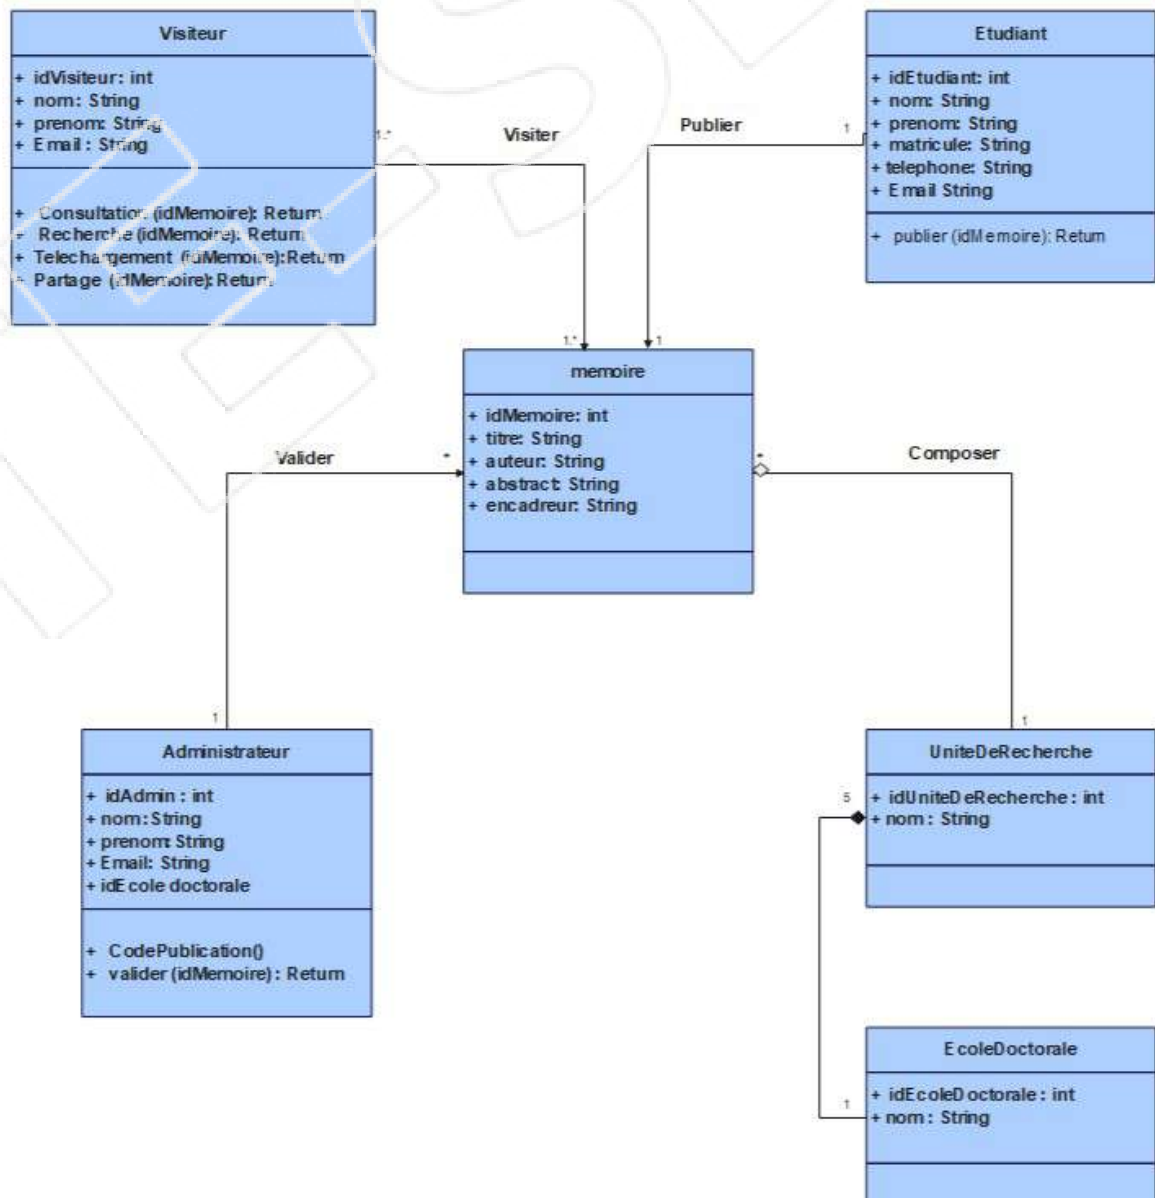 Visiteur
+ idVisiteur: int
+ nom: String
+ prenom: String
+ Email: String
+ Consultation (idMemoire): Return
+ Recherche (idMemoire): Return
+ Telechargement (idMemoire):Return
+ Partage (idMemoire): Return
1..*
Visiter
1..*
Etudiant
+ idEtudiant: int
+ nom: String
+ prenom: String
+ matricule: String
+ telephone: String
+ Email String
+ publier (idMemoire): Return
Publier
1
1
memoire
+ idMemoire: int
+ titre: String
+ auteur: String
+ abstract: String
+ encadreur: String
Valider
*
1
*
Composer
1
Administrateur
+ idAdmin : int
+ nom:String
+ prenom: String
+ Email: String
+ idEcole doctorale
+ CodePublication()
+ valider (idMemoire) : Return
UniteDeRecherche
+ idUniteDeRecherche : int
+ nom : String
5
1
EcoleDoctorale
+ idEcoleDoctorale : int
+ nom : String